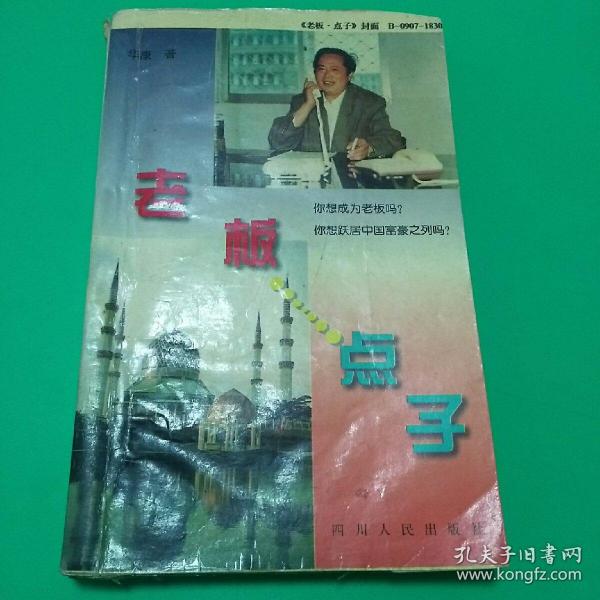 《老板·点子》封面 B-0907-1830
华康 著
老板
点子
你想成为老板吗?
你想跃居中国富豪之列吗?
四川人民出版社
孔夫子旧书网
www.kongfz.com